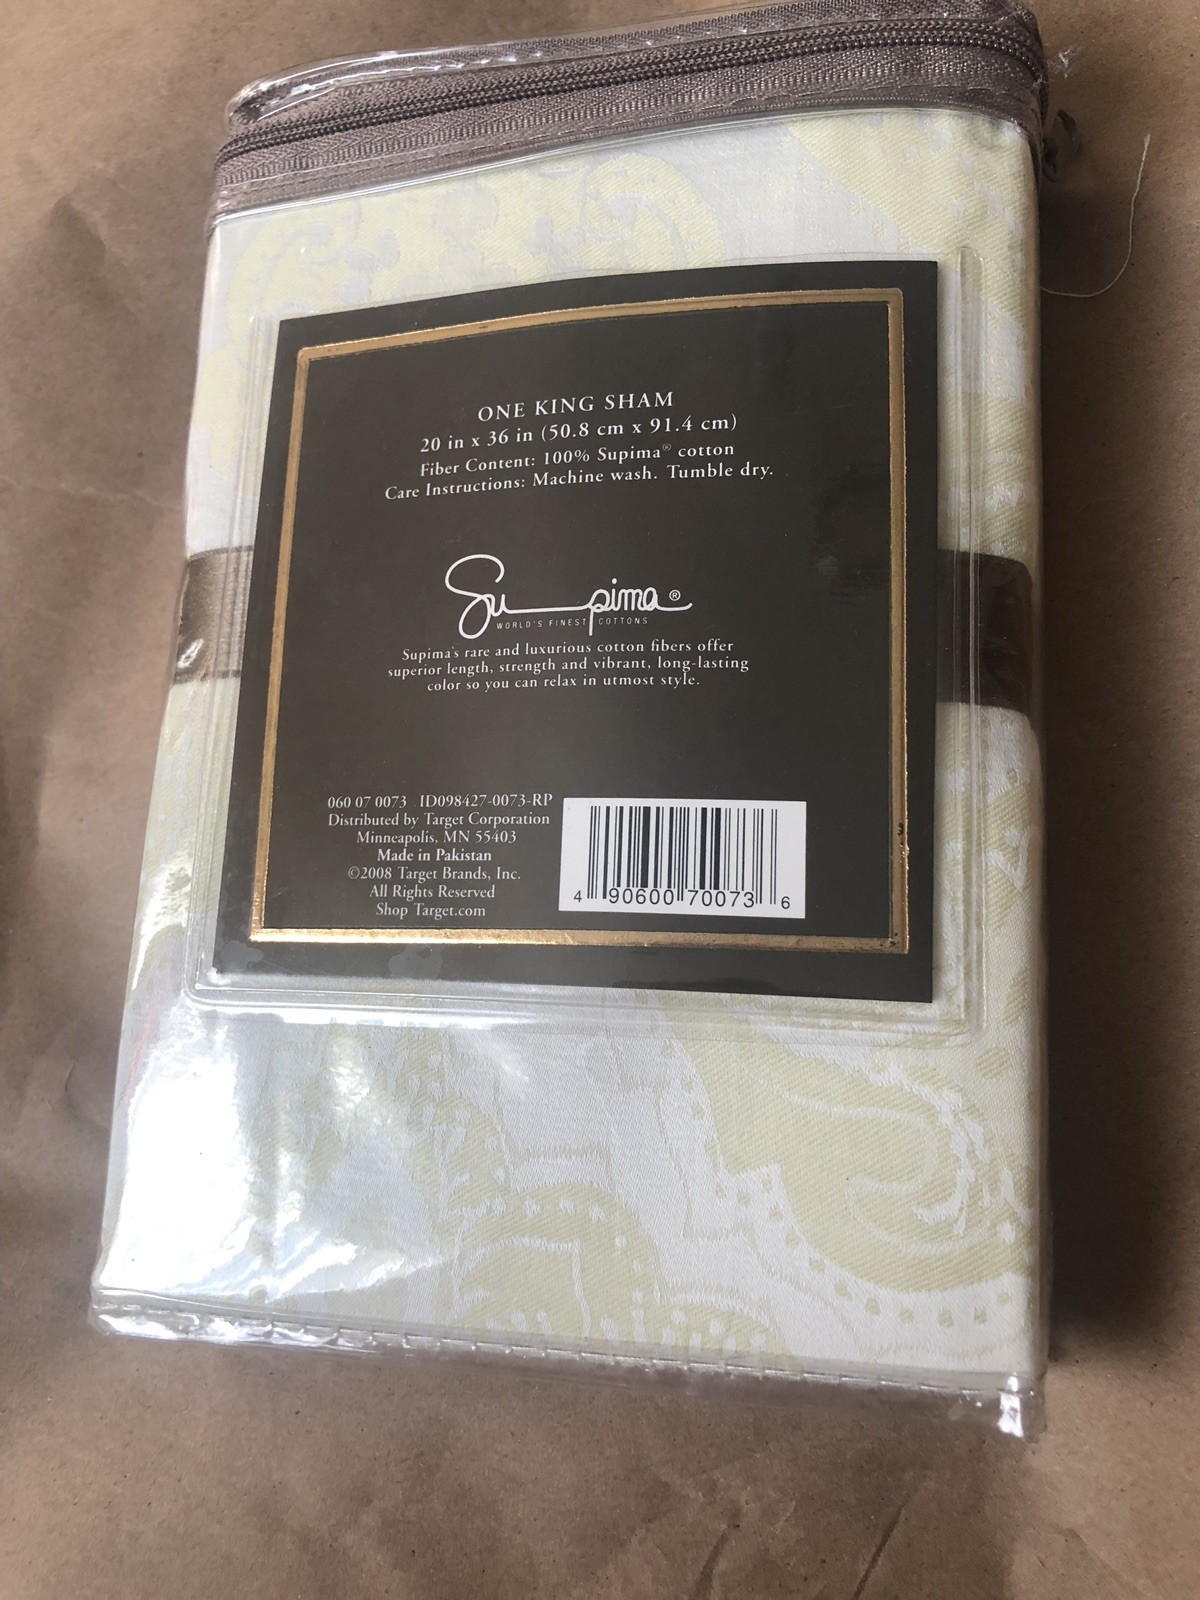 ONE KING SHAM
20 in x 36 in (50.8 cm x 91.4 cm)
Fiber Content: 100% Supima® cotton
Care Instructions: Machine wash. Tumble dry.
Supima®
WORLD'S FINEST COTTONS
Supima's rare and luxurious cotton fibers offer
superior length, strength and vibrant, long-lasting
color so you can relax in utmost style.
060 07 0073 ID098427-0073-RP
Distributed by Target Corporation
Minneapolis, MN 55403
Made in Pakistan
©2008 Target Brands, Inc.
All Rights Reserved
Shop Target.com
4 90600 70073 6